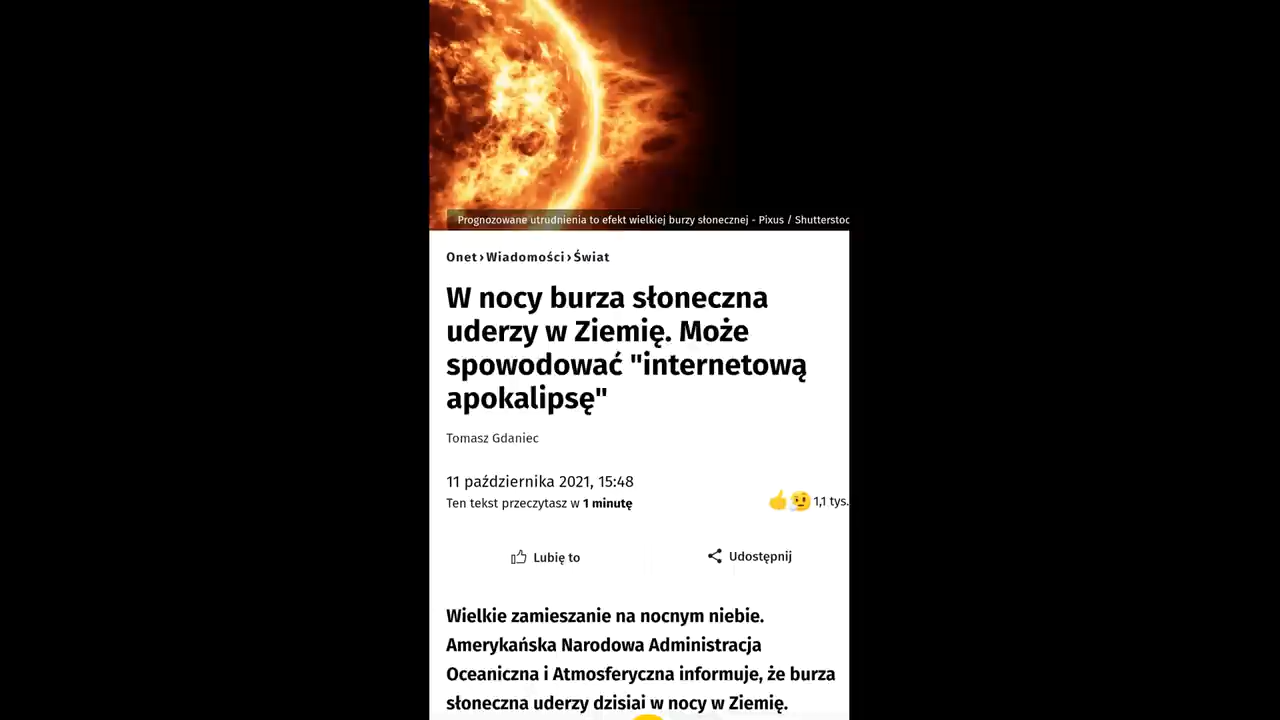 Prognozowane utrudnienia to efekt wielkiej burzy słonecznej - Pixus / Shutterstoc
Onet › Wiadomości › Świat
W nocy burza słoneczna
uderzy w Ziemię. Może
spowodować "internetową
apokalipsę"
Tomasz Gdaniec
11 października 2021, 15:48
Ten tekst przeczytasz w 1 minutę
1,1 tys.
Lubię to
Udostępnij
Wielkie zamieszanie na nocnym niebie.
Amerykańska Narodowa Administracja
Oceaniczna i Atmosferyczna informuje, że burza
słoneczna uderzy dzisiaj w nocy w Ziemię.